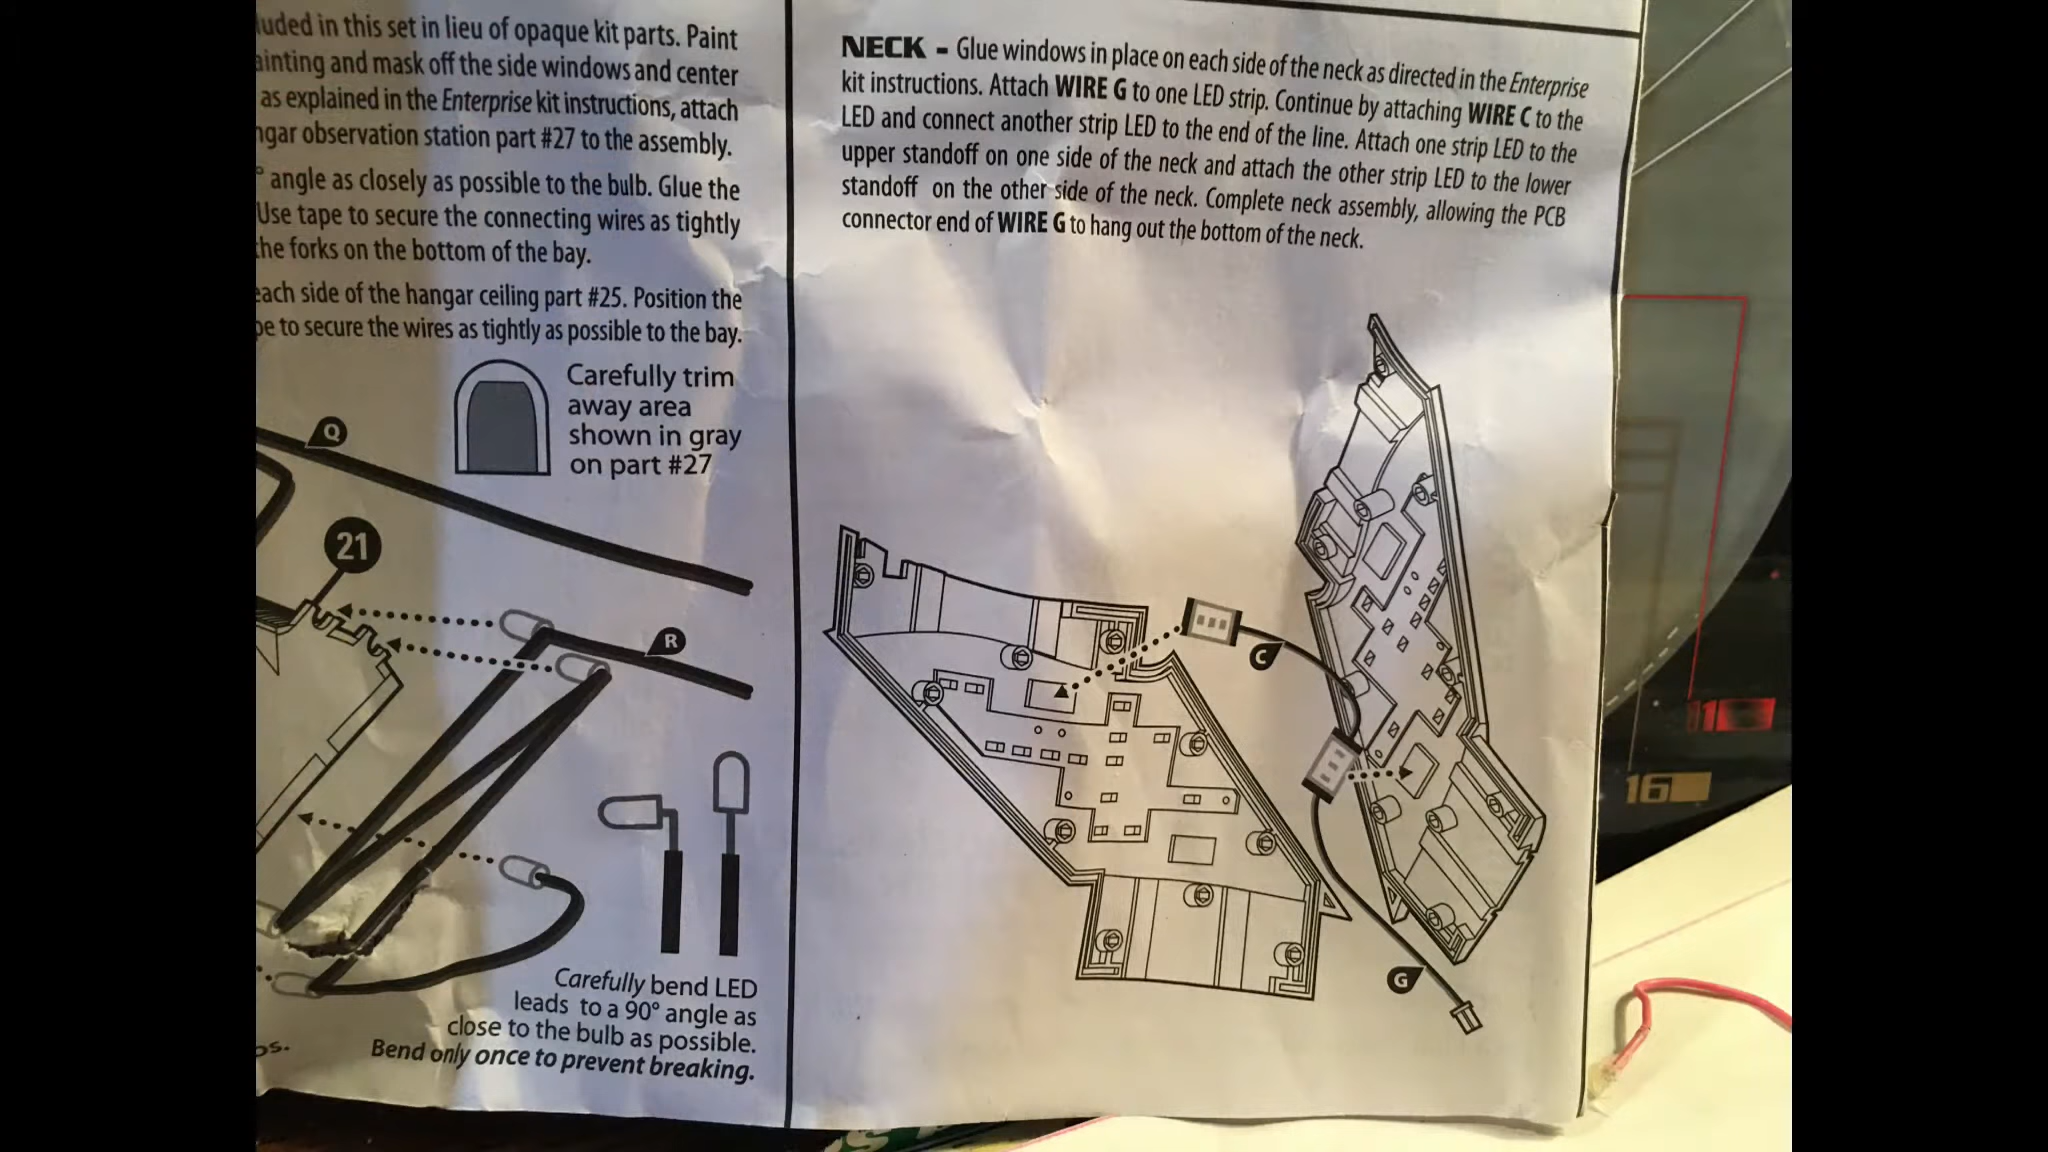 in this set in lieu of opaque kit parts. Paint
and mask off the side windows and center
as explained in the Enterprise kit instructions, attach
observation station part #27 to the assembly.
° angle as closely as possible to the bulb. Glue the
Use tape to secure the connecting wires as tightly
the forks on the bottom of the bay.
each side of the hangar ceiling part #25. Position the
to secure the wires as tightly as possible to the bay.
Carefully trim
away area
shown in gray
on part #27
Q
21
R
Carefully bend LED
leads to a 90° angle as
close to the bulb as possible.
Bend only once to prevent breaking.
NECK - Glue windows in place on each side of the neck as directed in the Enterprise
kit instructions. Attach WIRE G to one LED strip. Continue by attaching WIRE C to the
LED and connect another strip LED to the end of the line. Attach one strip LED to the
upper standoff on one side of the neck and attach the other strip LED to the lower
standoff on the other side of the neck. Complete neck assembly, allowing the PCB
connector end of WIRE G to hang out the bottom of the neck.
C
G
11
16